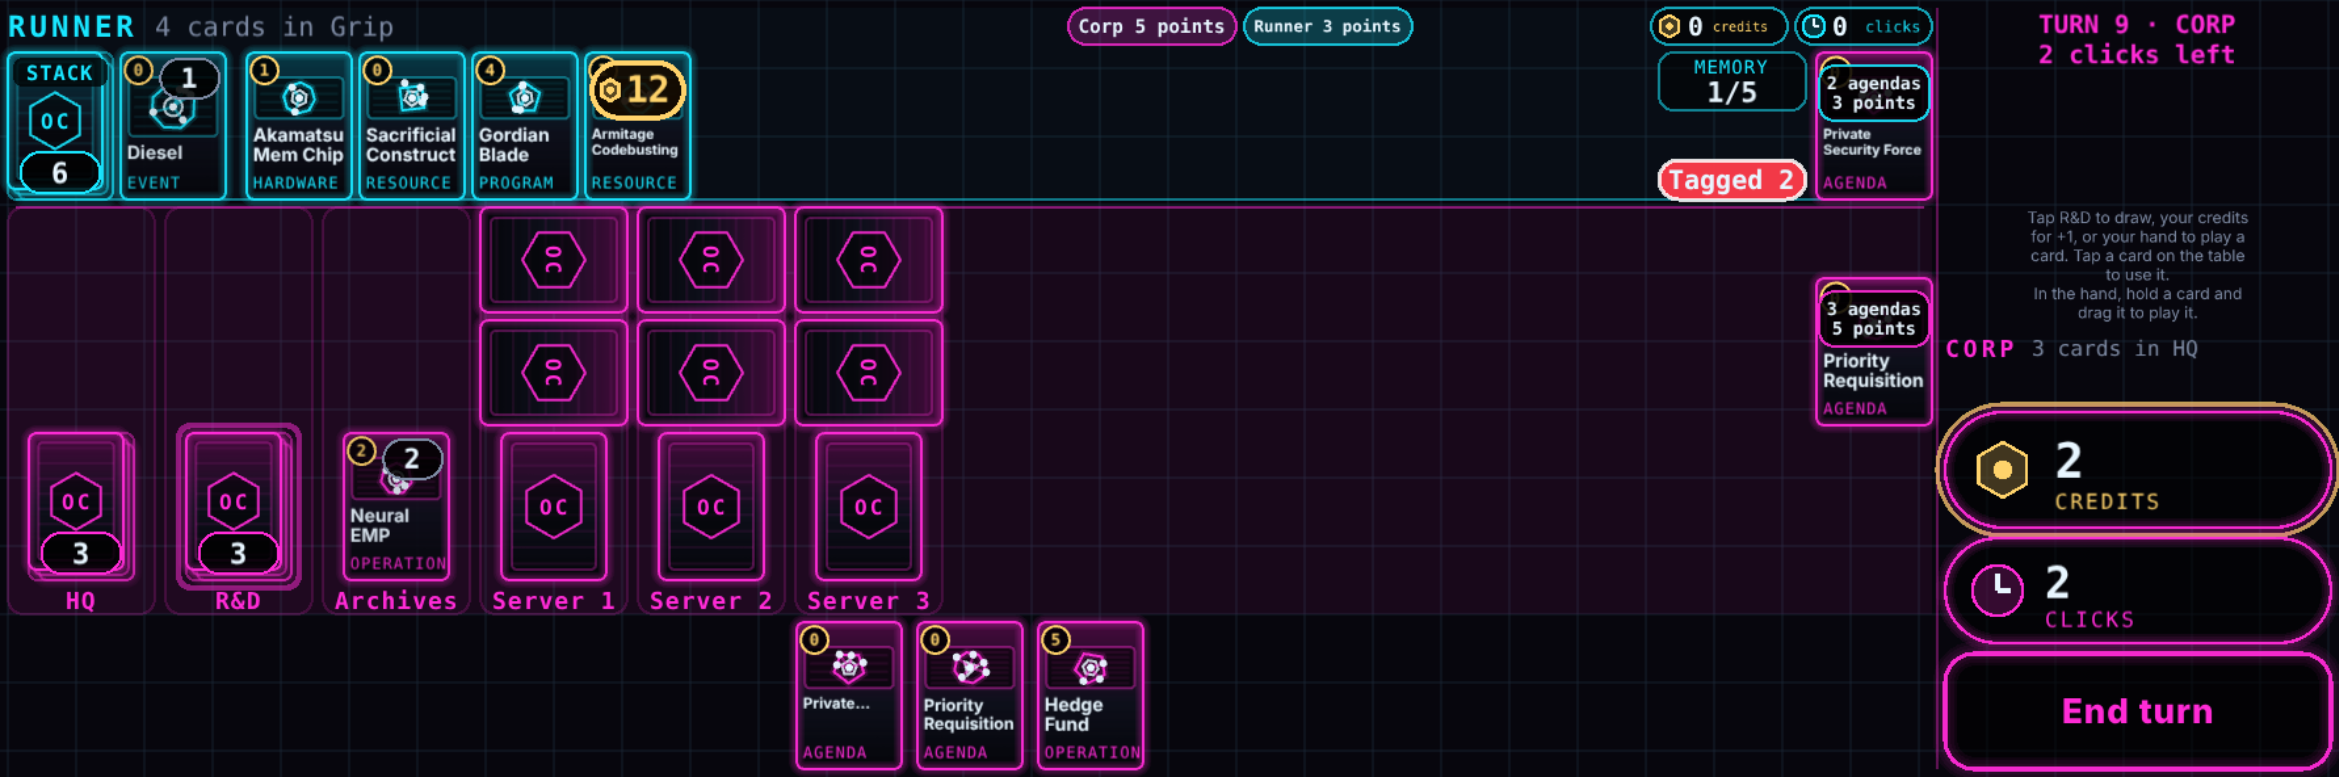 RUNNER 4 cards in Grip
Corp 5 points
Runner 3 points
0 credits
0 clicks
TURN 9 · CORP
2 clicks left
STACK
OC
6
0
1
Diesel
EVENT
1
Akamatsu
Mem Chip
HARDWARE
0
Sacrificial
Construct
RESOURCE
4
Gordian
Blade
PROGRAM
12
Armitage
Codebusting
RESOURCE
MEMORY
1/5
Tagged 2
2 agendas
3 points
Private
Security Force
AGENDA
Tap R&D to draw, your credits
for +1, or your hand to play a
card. Tap a card on the table
to use it.
In the hand, hold a card and
drag it to play it.
OC
OC
OC
OC
OC
OC
3 agendas
5 points
Priority
Requisition
AGENDA
CORP 3 cards in HQ
OC
3
HQ
OC
3
R&D
2
2
Neural
EMP
OPERATION
Archives
OC
Server 1
OC
Server 2
OC
Server 3
2
CREDITS
2
CLICKS
End turn
0
Private...
AGENDA
0
Priority
Requisition
AGENDA
5
Hedge
Fund
OPERATION